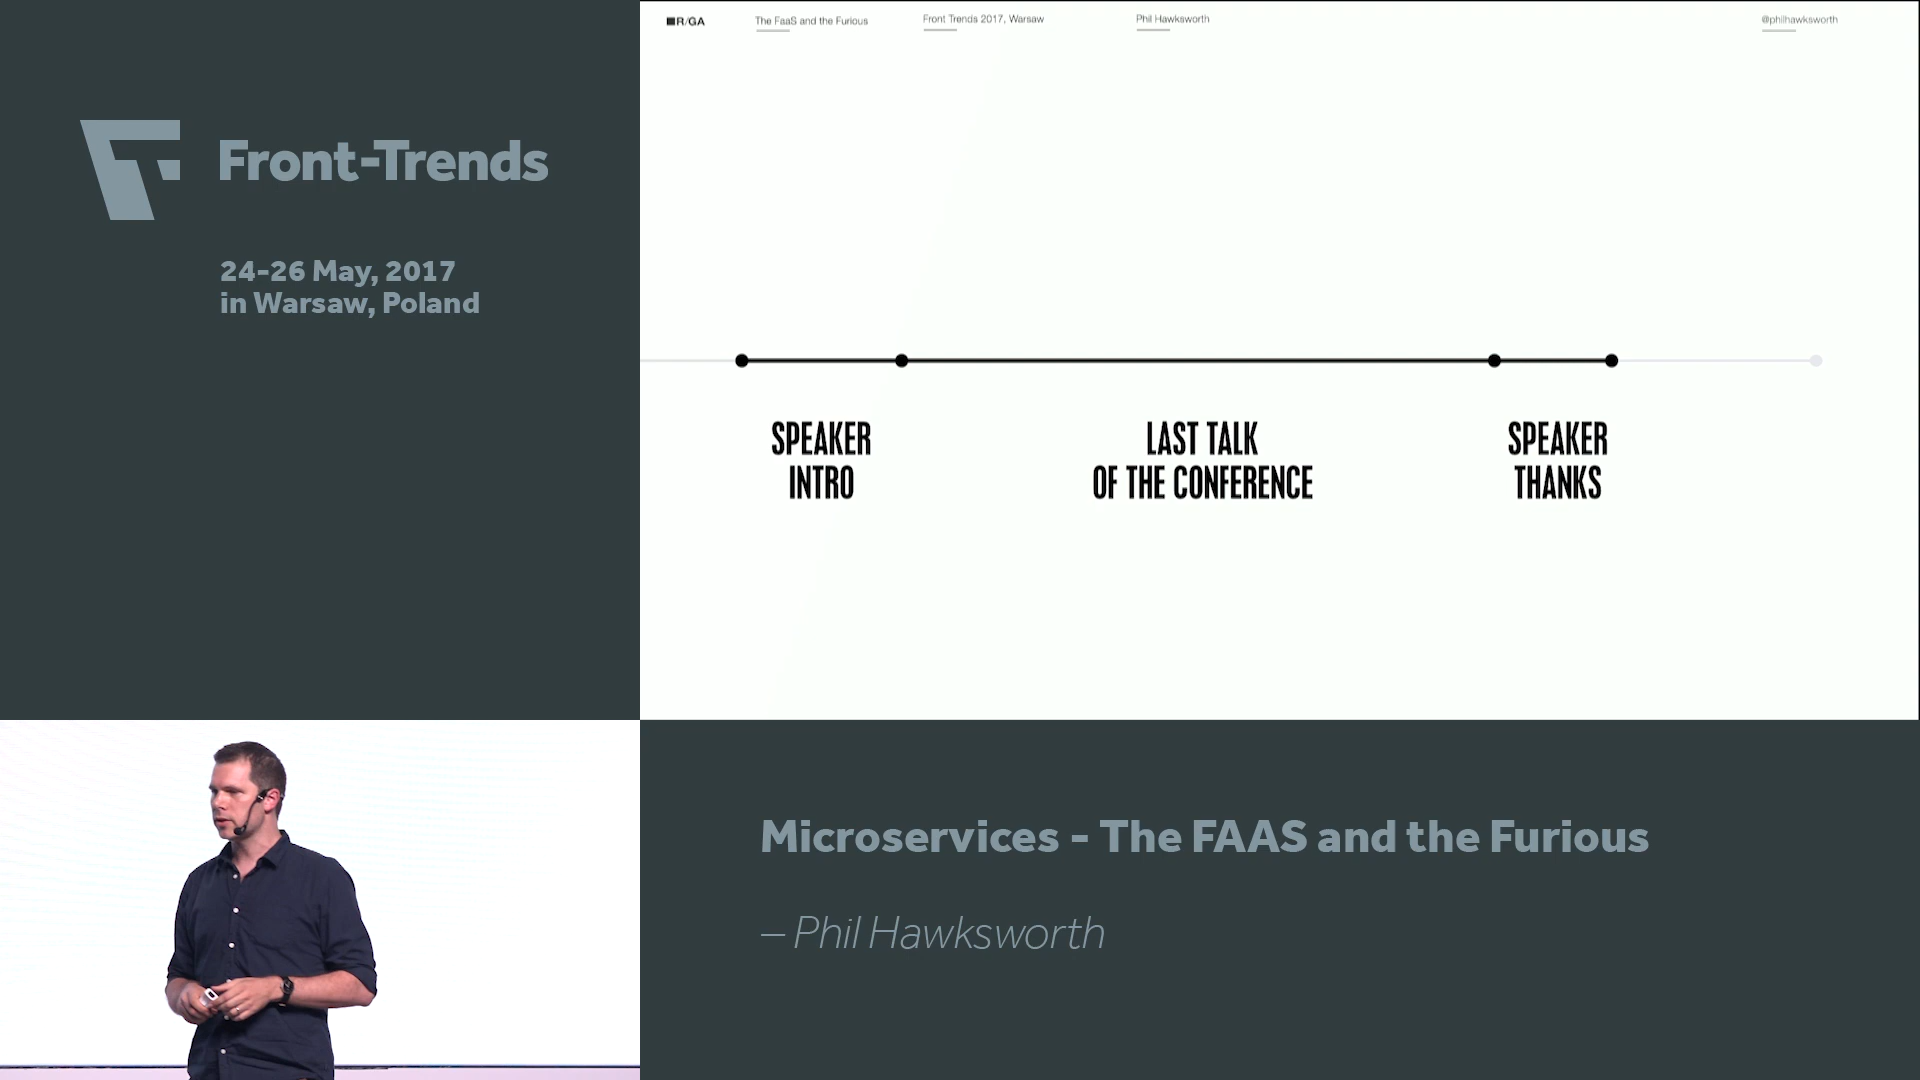 Front-Trends
24-26 May, 2017
in Warsaw, Poland
R/GA
The FaaS and the Furious
Front Trends 2017, Warsaw
Phil Hawksworth
@philhawksworth
SPEAKER
INTRO
LAST TALK
OF THE CONFERENCE
SPEAKER
THANKS
Microservices - The FAAS and the Furious
– Phil Hawksworth